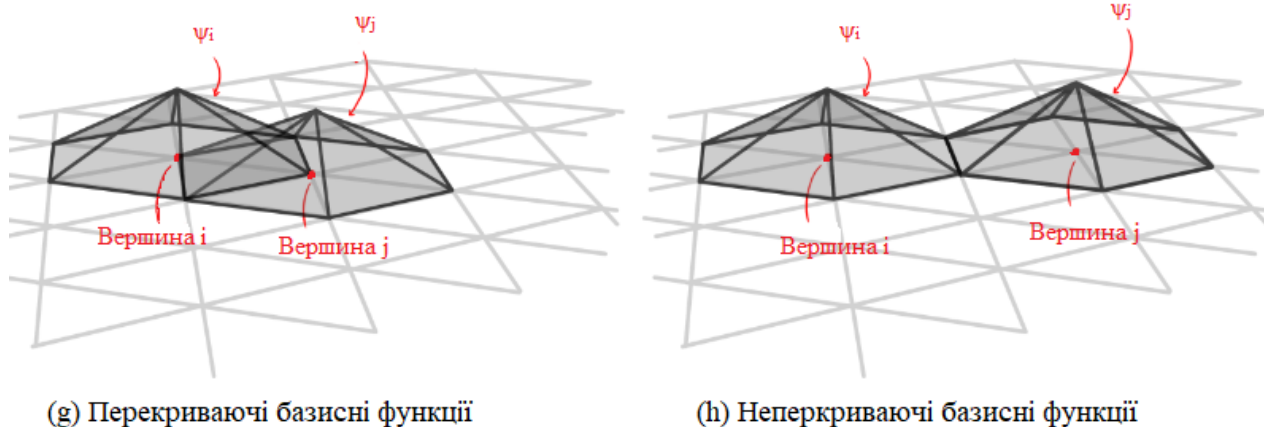 ψi
ψj
Вершина i
Вершина j
(g) Перекриваючі базисні функції
ψi
ψj
Вершина i
Вершина j
(h) Неперкриваючі базисні функції